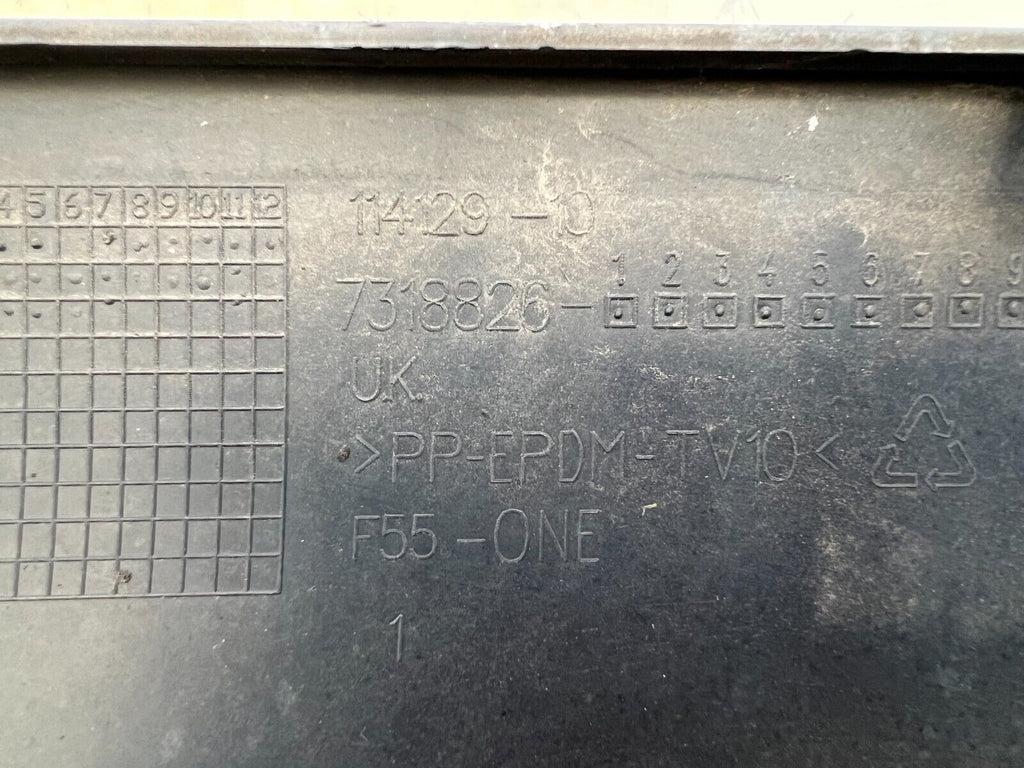 4 5 6 7 8 9 10 11 12
114129-10
1 2 3 4 5 6 7 8 9
7318826-
UK.
>PP-EPDM-TV10<
F55-ONE
1